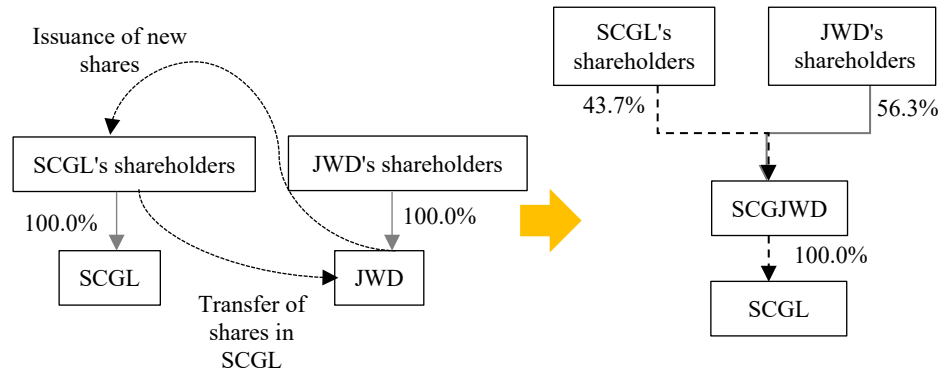 Issuance of new
shares
SCGL's shareholders
JWD's shareholders
100.0%
100.0%
SCGL
JWD
Transfer of
shares in
SCGL
SCGL's
shareholders
JWD's
shareholders
43.7%
56.3%
SCGJWD
100.0%
SCGL